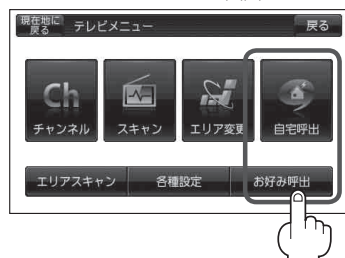 現在地に
戻る
テレビメニュー
戻る
Ch
チャンネル
スキャン
エリア変更
自宅呼出
エリアスキャン
各種設定
お好み呼出